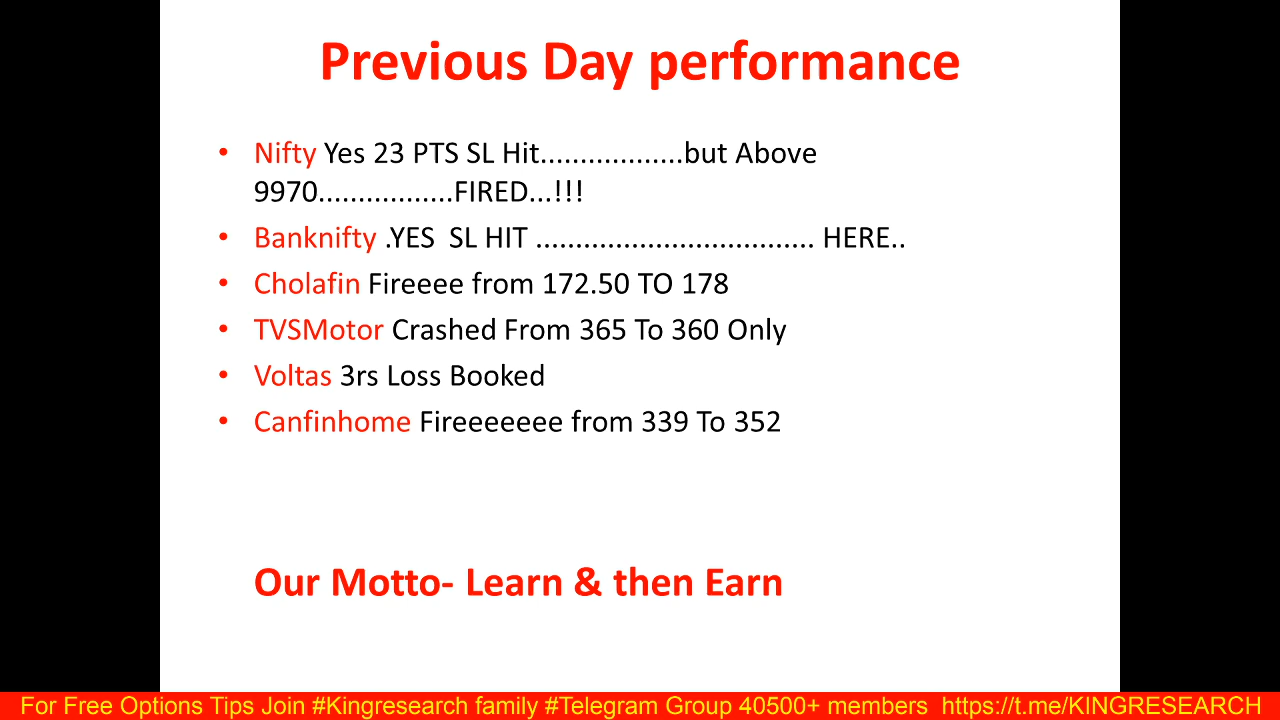 Previous Day performance
• Nifty Yes 23 PTS SL Hit..................but Above
9970.................FIRED...!!!
• Banknifty .YES  SL HIT ................................... HERE..
• Cholafin Fireeee from 172.50 TO 178
• TVSMotor Crashed From 365 To 360 Only
• Voltas 3rs Loss Booked
• Canfinhome Fireeeeeee from 339 To 352
Our Motto- Learn & then Earn
For Free Options Tips Join #Kingresearch family #Telegram Group 40500+ members  https://t.me/KINGRESEARCH